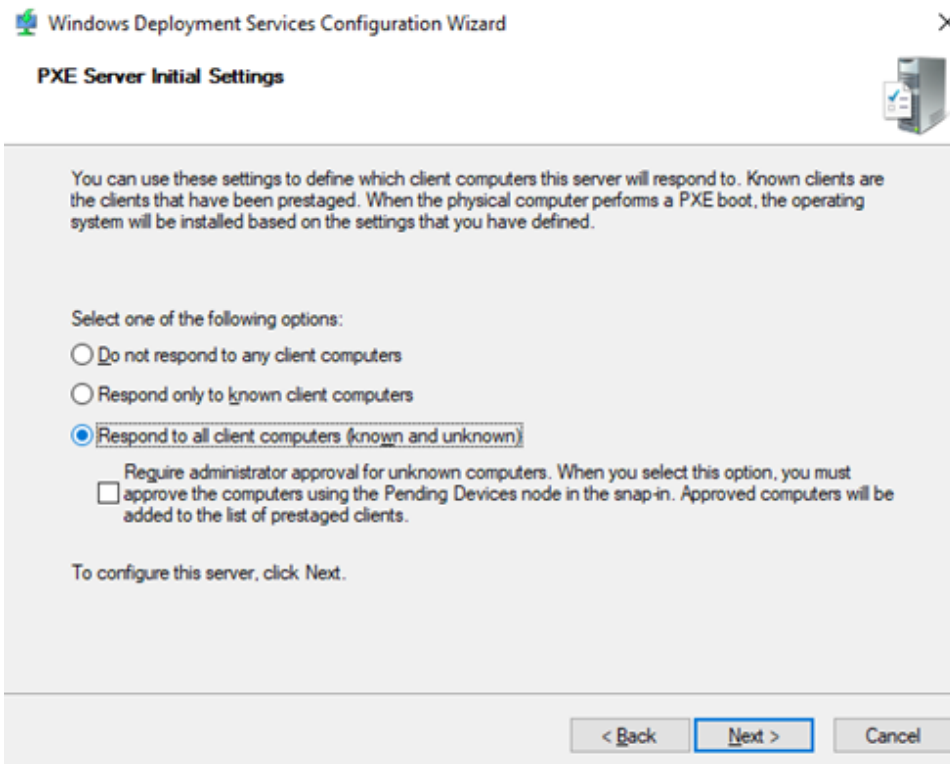 Windows Deployment Services Configuration Wizard
PXE Server Initial Settings
You can use these settings to define which client computers this server will respond to. Known clients are
the clients that have been prestaged. When the physical computer performs a PXE boot, the operating
system will be installed based on the settings that you have defined.
Select one of the following options:
Do not respond to any client computers
Respond only to known client computers
Respond to all client computers (known and unknown)
Require administrator approval for unknown computers. When you select this option, you must
approve the computers using the Pending Devices node in the snap-in. Approved computers will be
added to the list of prestaged clients.
To configure this server, click Next.
< Back Next > Cancel